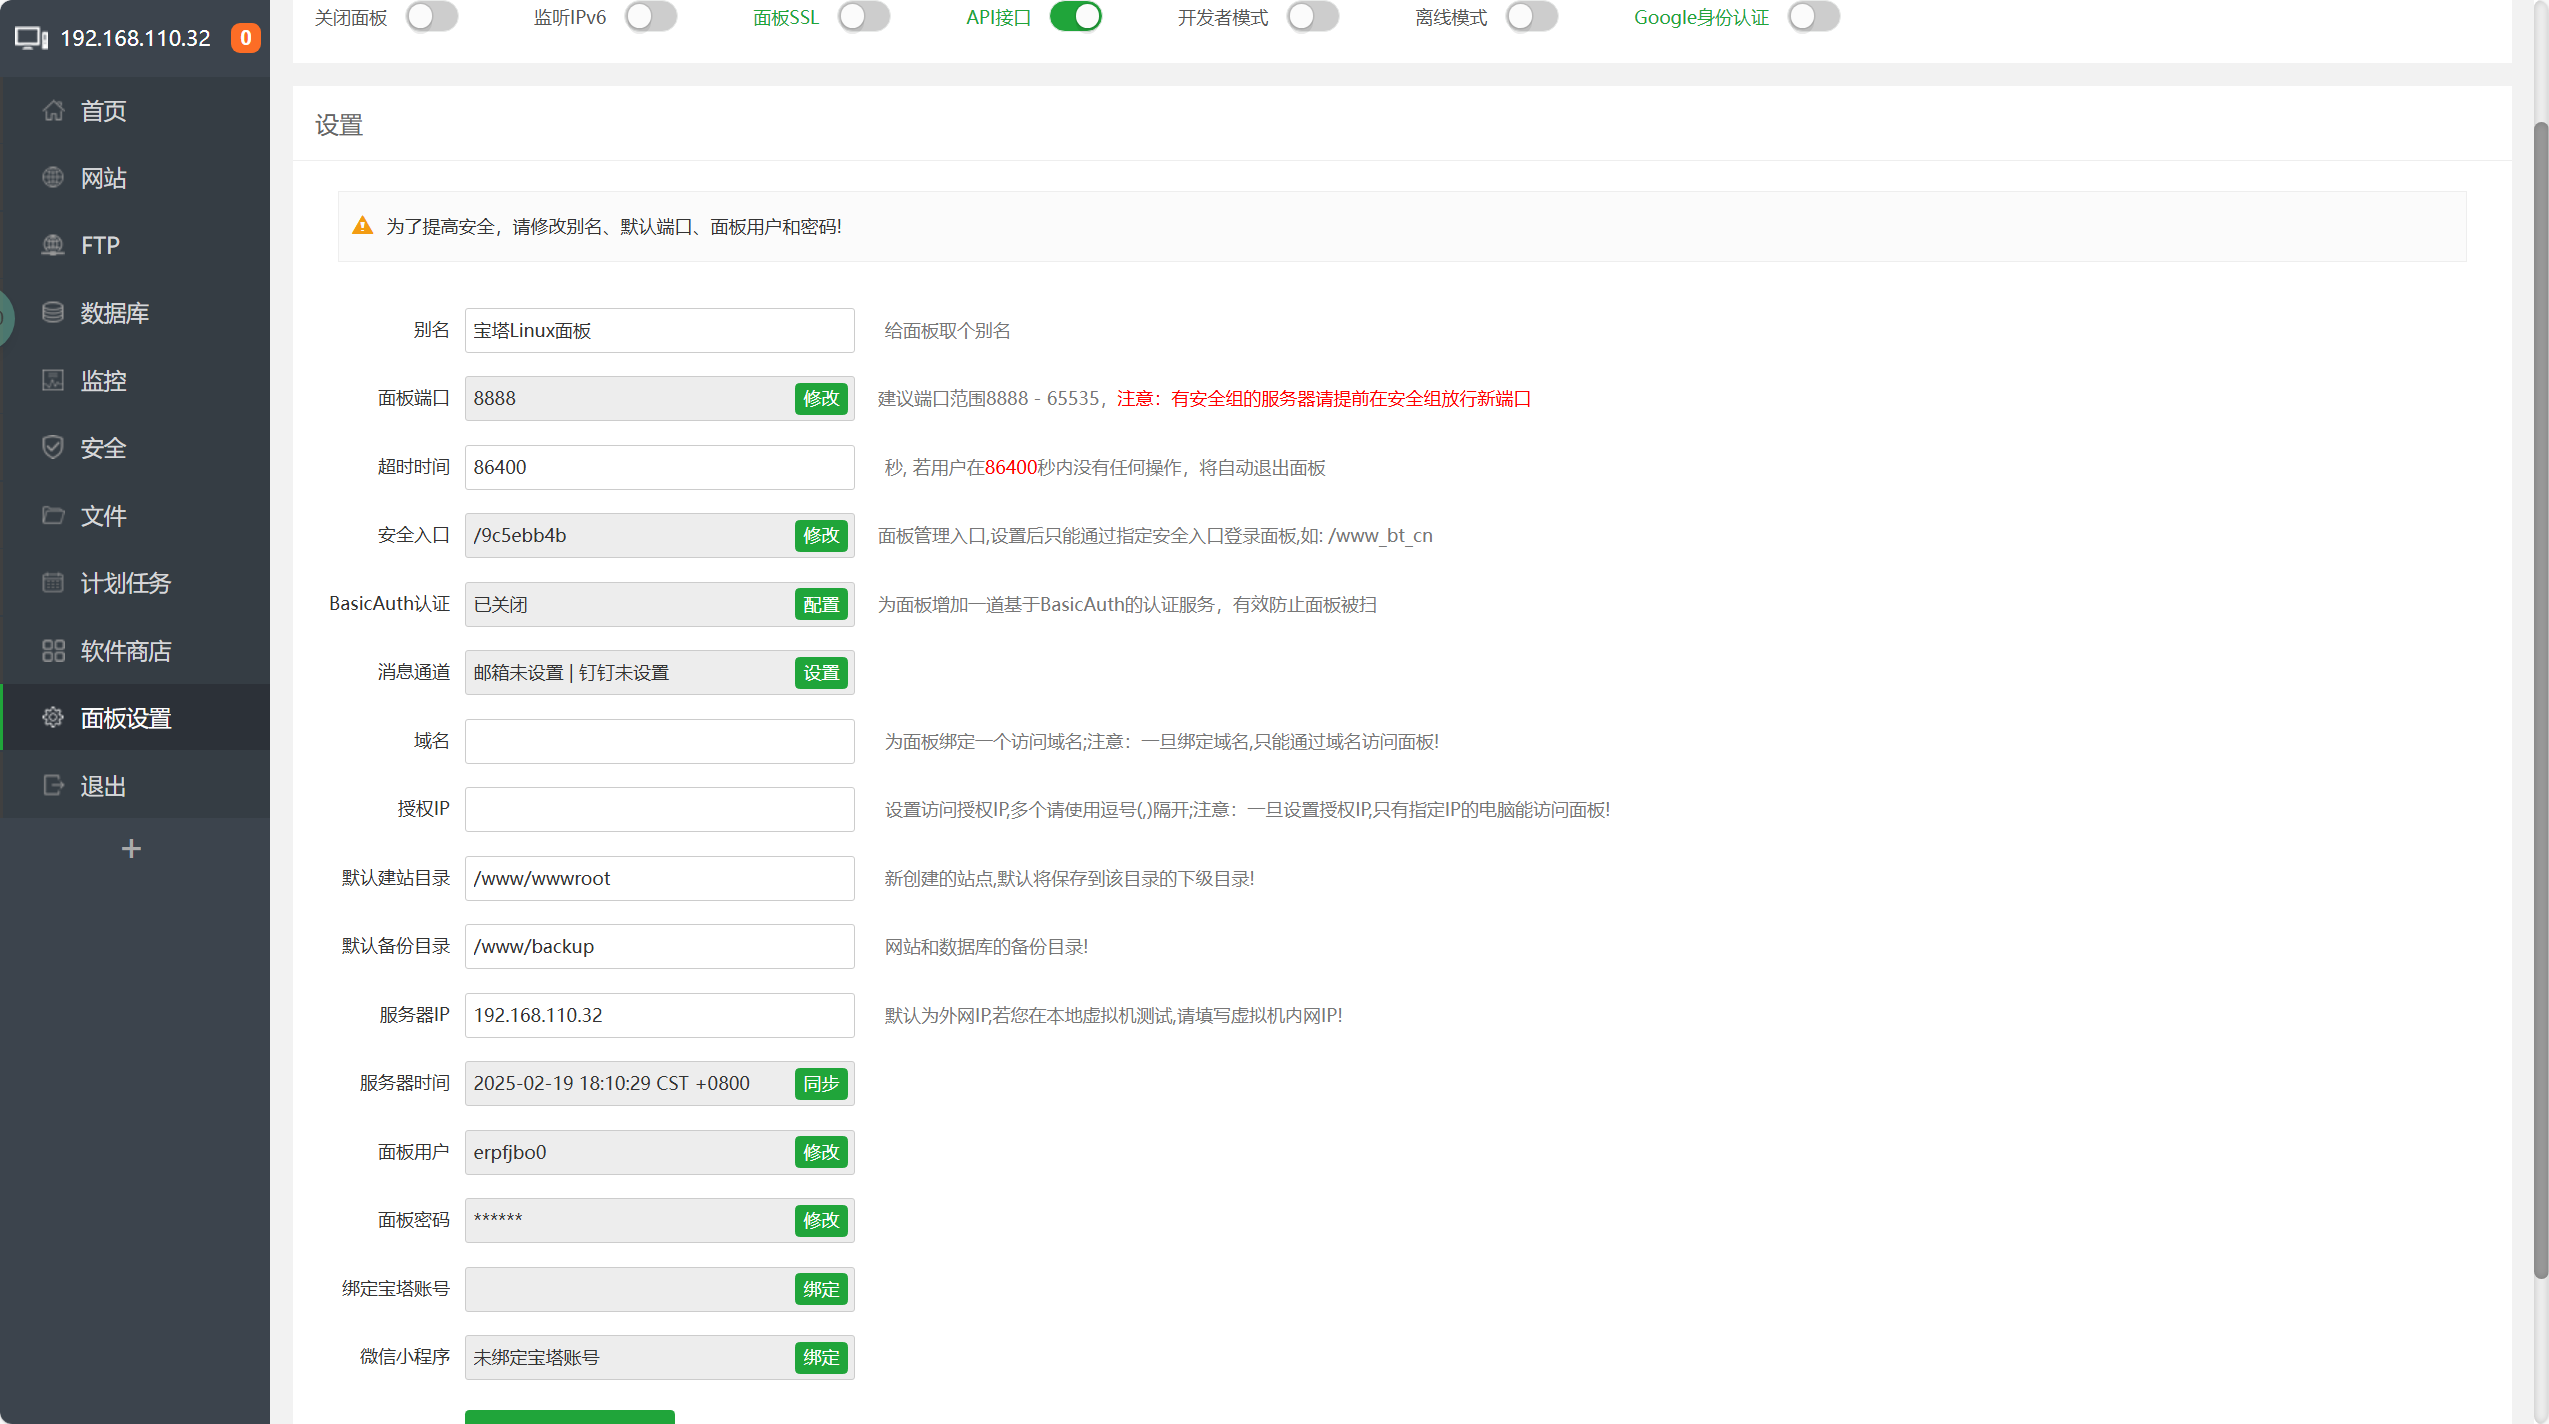 192.168.110.32 0
首页
网站
FTP
数据库
监控
安全
文件
计划任务
软件商店
面板设置
退出
+
关闭面板 监听IPv6 面板SSL API接口 开发者模式 离线模式 Google身份认证
设置
为了提高安全，请修改别名、默认端口、面板用户和密码!
别名 宝塔Linux面板 给面板取个别名
面板端口 8888 修改 建议端口范围8888 - 65535，注意：有安全组的服务器请提前在安全组放行新端口
超时时间 86400 秒, 若用户在86400秒内没有任何操作，将自动退出面板
安全入口 /9c5ebb4b 修改 面板管理入口,设置后只能通过指定安全入口登录面板,如: /www_bt_cn
BasicAuth认证 已关闭 配置 为面板增加一道基于BasicAuth的认证服务，有效防止面板被扫
消息通道 邮箱未设置 | 钉钉未设置 设置
域名 为面板绑定一个访问域名;注意：一旦绑定域名,只能通过域名访问面板!
授权IP 设置访问授权IP,多个请使用逗号(,)隔开;注意：一旦设置授权IP,只有指定IP的电脑能访问面板!
默认建站目录 /www/wwwroot 新创建的站点,默认将保存到该目录的下级目录!
默认备份目录 /www/backup 网站和数据库的备份目录!
服务器IP 192.168.110.32 默认为外网IP,若您在本地虚拟机测试,请填写虚拟机内网IP!
服务器时间 2025-02-19 18:10:29 CST +0800 同步
面板用户 erpfjbo0 修改
面板密码 ****** 修改
绑定宝塔账号 绑定
微信小程序 未绑定宝塔账号 绑定